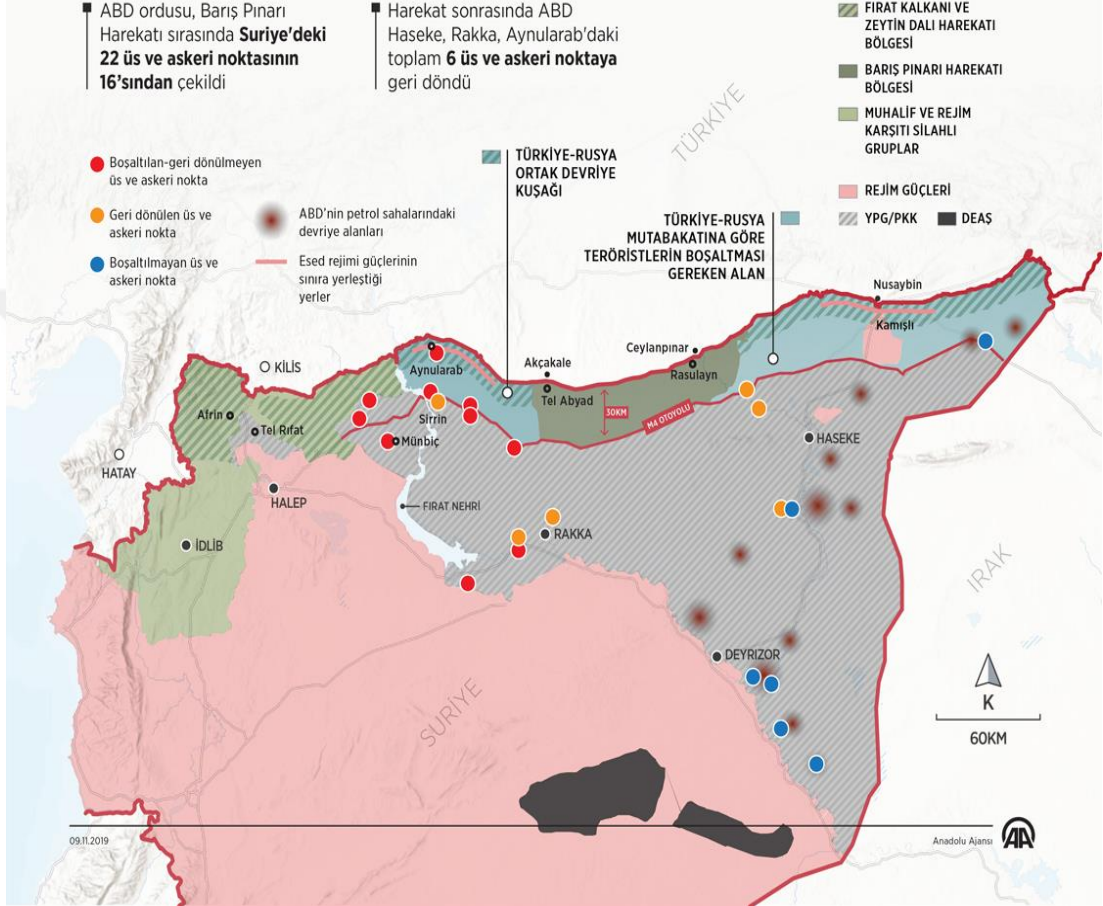 ABD ordusu, Barış Pınarı
Harekatı sırasında Suriye'deki
22 üs ve askeri noktasının
16'sından çekildi
Harekat sonrasında ABD
Haseke, Rakka, Aynularab'daki
toplam 6 üs ve askeri noktaya
geri döndü
FIRAT KALKANI VE
ZEYTİN DALI HAREKATI
BÖLGESİ
BARIŞ PINARI HAREKATI
BÖLGESİ
MUHALİF VE REJİM
KARŞITI SİLAHLI
GRUPLAR
REJİM GÜÇLERİ
YPG/PKK
DEAŞ
Boşaltılan-geri dönülmeyen
üs ve askeri nokta
Geri dönülen üs ve
askeri nokta
Boşaltılmayan üs ve
askeri nokta
ABD'nin petrol sahalarındaki
devriye alanları
Esed rejimi güçlerinin
sınıra yerleştiği
yerler
TÜRKİYE-RUSYA
ORTAK DEVRİYE
KUŞAĞI
TÜRKİYE-RUSYA
MUTABAKATINA GÖRE
TERÖRİSTLERİN BOŞALTMASI
GEREKEN ALAN
TÜRKİYE
Nusaybin
Kamışlı
Ceylanpınar
Rasulayn
Akçakale
Tel Abyad
30KM
M4 OTOYOLU
Aynularab
KİLİS
Afrin
Tel Rıfat
Sirrin
Münbiç
HATAY
HALEP
FIRAT NEHRİ
HASEKE
İDLİB
RAKKA
IRAK
DEYRIZOR
SURİYE
K
60KM
09.11.2019
Anadolu Ajansı
AA